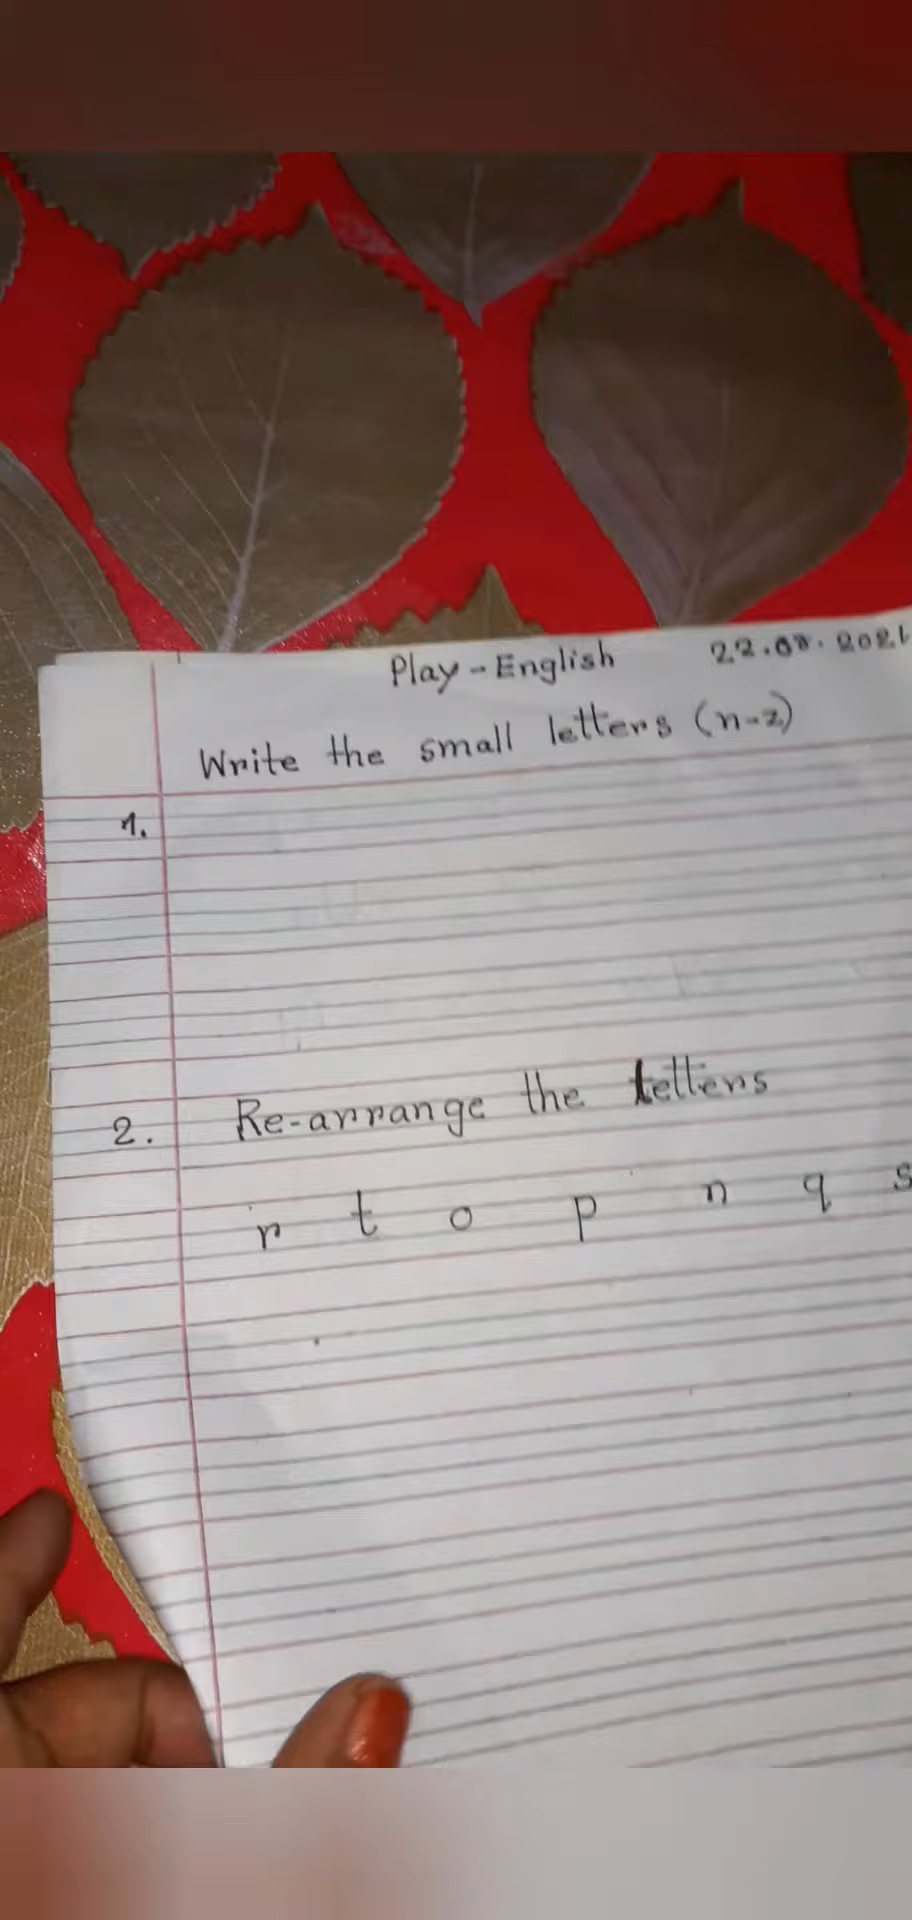 Play - English 22.08.2021
Write the small letters (n-z)
1.
2. Re-arrange the letters
r t o p n q s